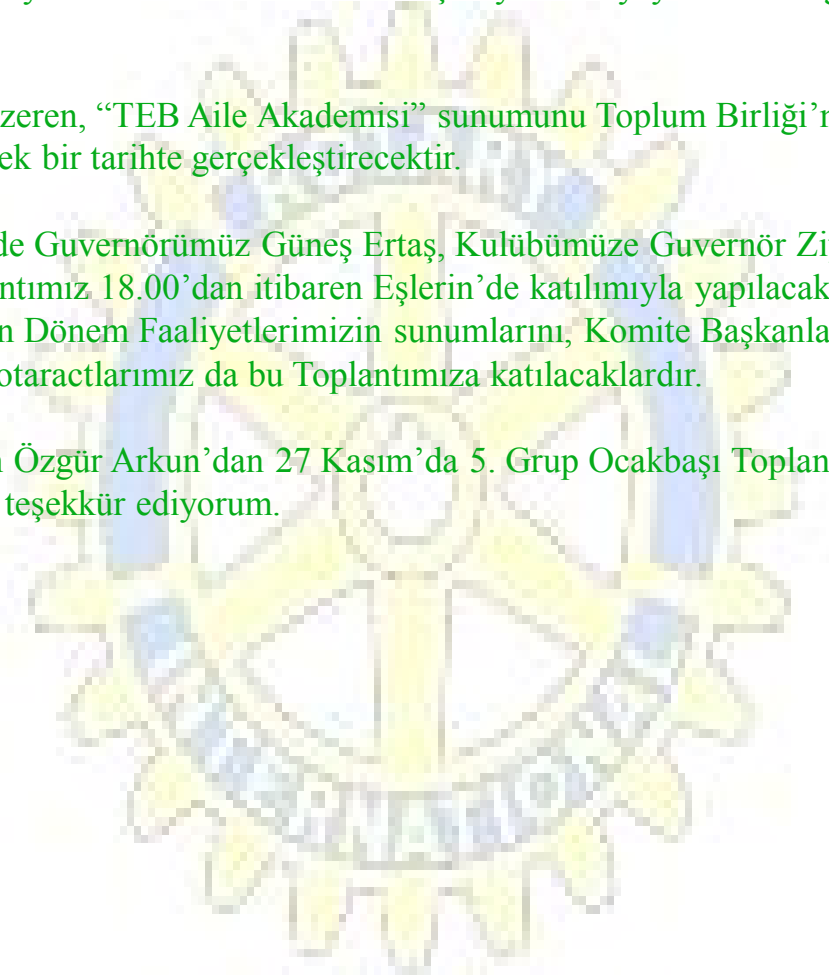 zeren, “TEB Aile Akademisi” sunumunu Toplum Birliği’n
ek bir tarihte gerçekleştirecektir.
de Guvernörümüz Güneş Ertaş, Kulübümüze Guvernör Zi
ntımız 18.00’dan itibaren Eşlerin’de katılımıyla yapılacak
n Dönem Faaliyetlerimizin sunumlarını, Komite Başkanla
otaractlarımız da bu Toplantımıza katılacaklardır.
n Özgür Arkun’dan 27 Kasım’da 5. Grup Ocakbaşı Toplan
teşekkür ediyorum.
ROTARY
INTERNATIONAL